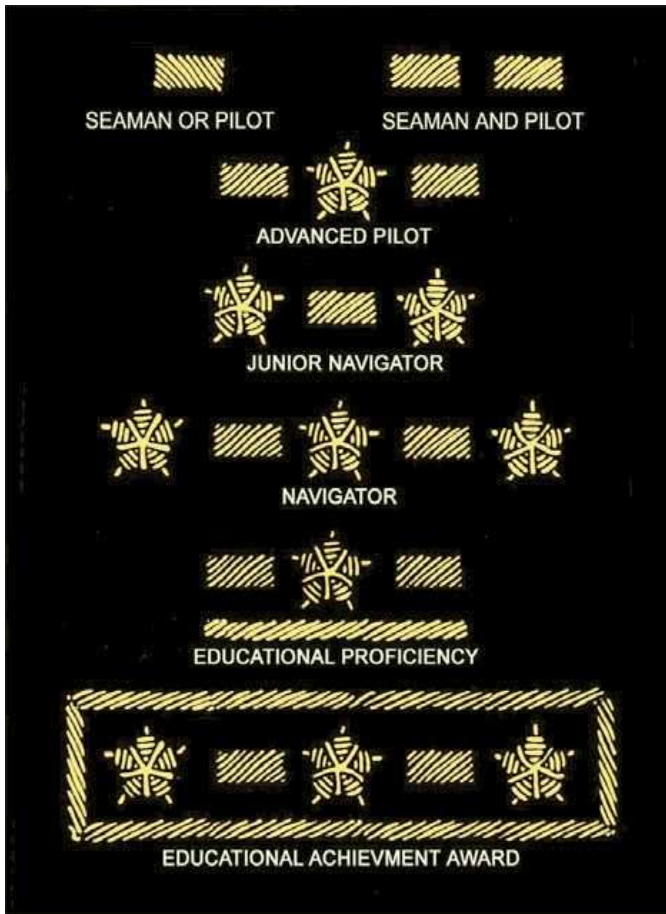 SEAMAN OR PILOT
SEAMAN AND PILOT
ADVANCED PILOT
JUNIOR NAVIGATOR
NAVIGATOR
EDUCATIONAL PROFICIENCY
EDUCATIONAL ACHIEVMENT AWARD